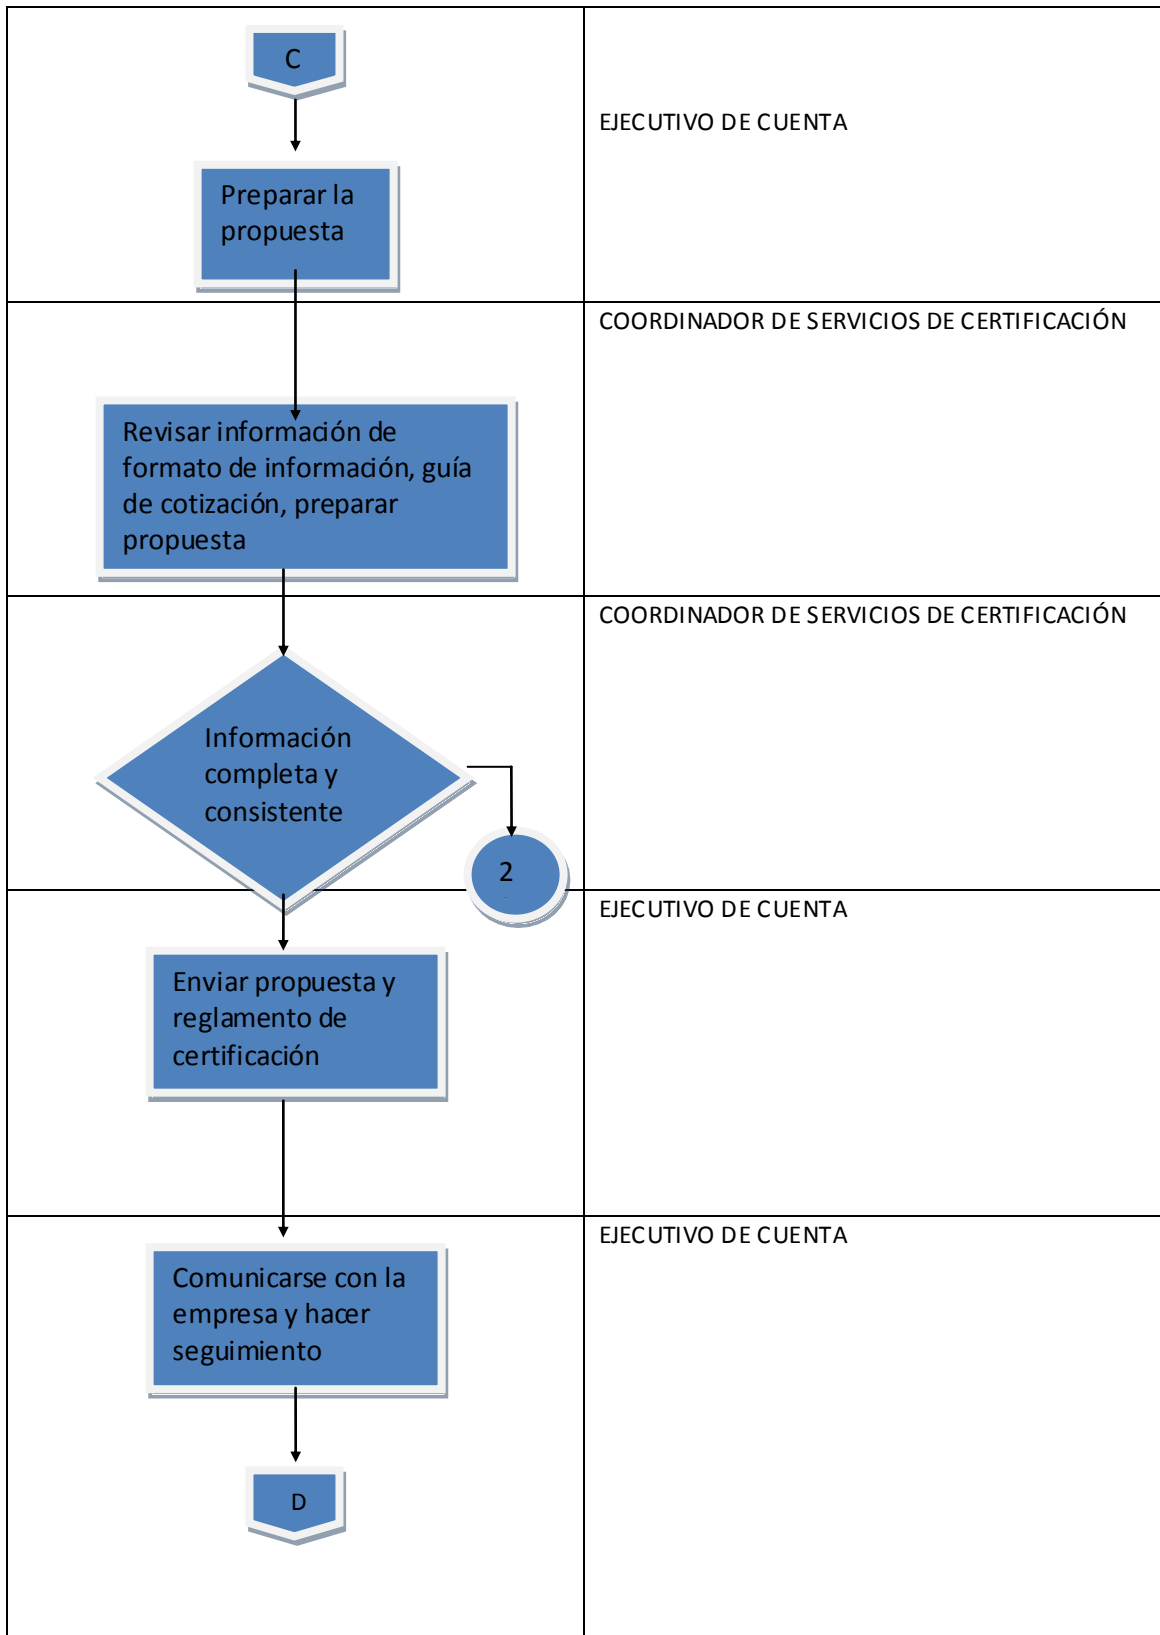 C
EJECUTIVO DE CUENTA
Preparar la
propuesta
COORDINADOR DE SERVICIOS DE CERTIFICACIÓN
Revisar información de
formato de información, guía
de cotización, preparar
propuesta
COORDINADOR DE SERVICIOS DE CERTIFICACIÓN
Información
completa y
consistente
2
EJECUTIVO DE CUENTA
Enviar propuesta y
reglamento de
certificación
EJECUTIVO DE CUENTA
Comunicarse con la
empresa y hacer
seguimiento
D